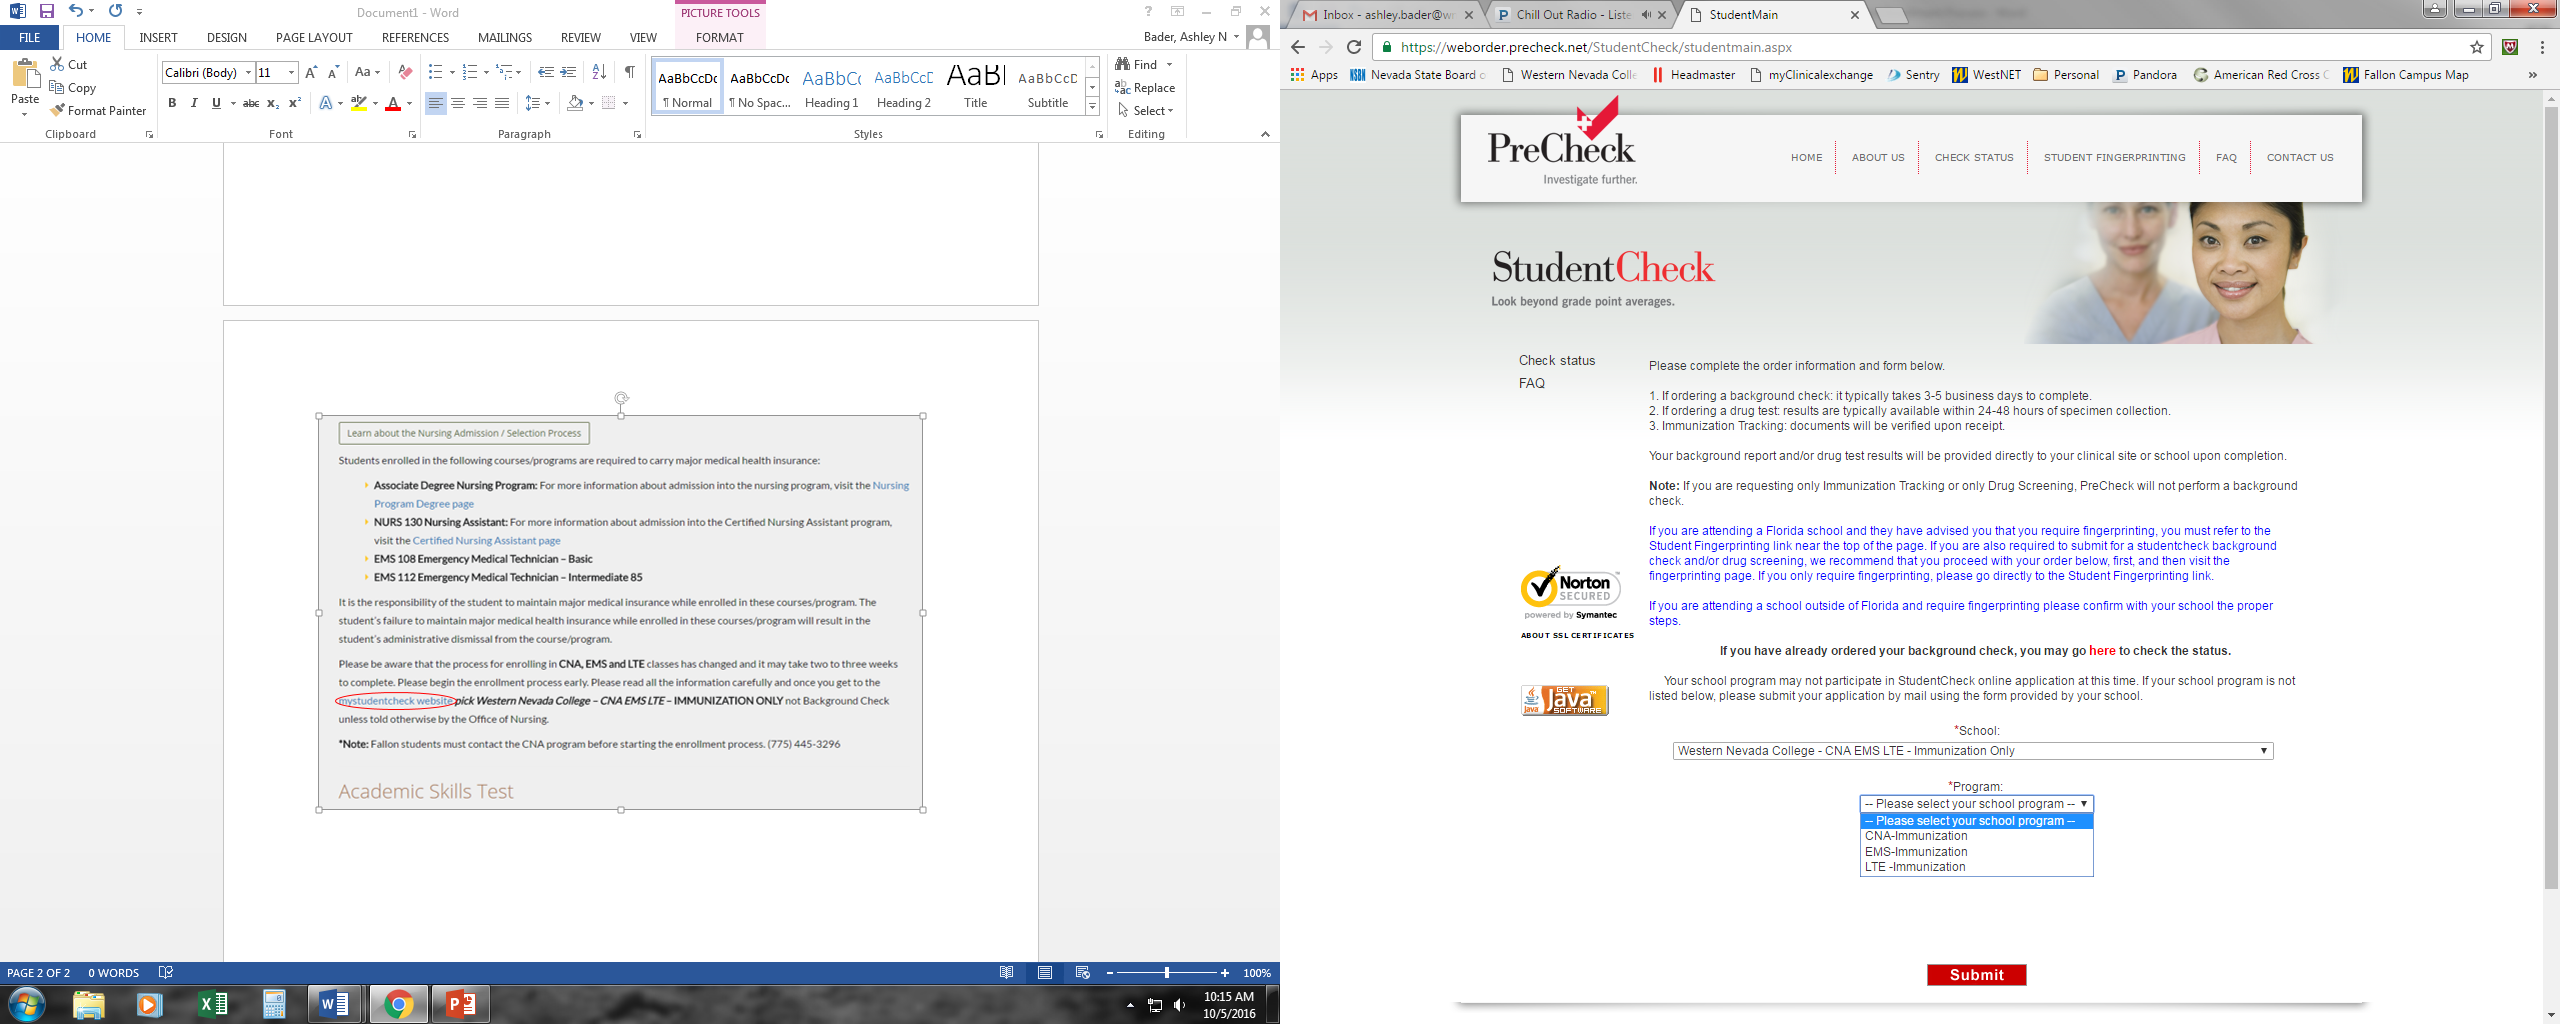 Document1 - Word
PICTURE TOOLS
FILE
HOME
INSERT
DESIGN
PAGE LAYOUT
REFERENCES
MAILINGS
REVIEW
VIEW
FORMAT
Bader, Ashley N
Paste
Cut
Copy
Format Painter
Clipboard
Calibri (Body)
11
Font
Paragraph
AaBbCcDc
¶ Normal
AaBbCcDc
¶ No Spac...
AaBbCc
Heading 1
AaBbCcD
Heading 2
AaB
Title
AaBbCcD
Subtitle
Styles
Find
Replace
Select
Editing
Learn about the Nursing Admission / Selection Process
Students enrolled in the following courses/programs are required to carry major medical health insurance:
Associate Degree Nursing Program: For more information about admission into the nursing program, visit the Nursing
Program Degree page
NURS 130 Nursing Assistant: For more information about admission into the Certified Nursing Assistant program,
visit the Certified Nursing Assistant page
EMS 108 Emergency Medical Technician – Basic
EMS 112 Emergency Medical Technician – Intermediate 85
It is the responsibility of the student to maintain major medical insurance while enrolled in these courses/program. The
student's failure to maintain major medical health insurance while enrolled in these courses/program will result in the
student's administrative dismissal from the course/program.
Please be aware that the process for enrolling in CNA, EMS and LTE classes has changed and it may take two to three weeks
to complete. Please begin the enrollment process early. Please read all the information carefully and once you get to the
mystudentcheck website pick Western Nevada College – CNA EMS LTE – IMMUNIZATION ONLY not Background Check
unless told otherwise by the Office of Nursing.
*Note: Fallon students must contact the CNA program before starting the enrollment process. (775) 445-3296
Academic Skills Test
PAGE 2 OF 2
0 WORDS
100%
10:15 AM
10/5/2016
Inbox - ashley.bader@w
Chill Out Radio - Liste
StudentMain
https://weborder.precheck.net/StudentCheck/studentmain.aspx
Apps
Nevada State Board o
Western Nevada Colle
Headmaster
myClinicalexchange
Sentry
WestNET
Personal
Pandora
American Red Cross C
Fallon Campus Map
PreCheck
Investigate further.
HOME
ABOUT US
CHECK STATUS
STUDENT FINGERPRINTING
FAQ
CONTACT US
StudentCheck
Look beyond grade point averages.
Check status
FAQ
Norton
SECURED
powered by Symantec
ABOUT SSL CERTIFICATES
GET
Java
SOFTWARE
Please complete the order information and form below.
1. If ordering a background check: it typically takes 3-5 business days to complete.
2. If ordering a drug test: results are typically available within 24-48 hours of specimen collection.
3. Immunization Tracking: documents will be verified upon receipt.
Your background report and/or drug test results will be provided directly to your clinical site or school upon completion.
Note: If you are requesting only Immunization Tracking or only Drug Screening, PreCheck will not perform a background
check.
If you are attending a Florida school and they have advised you that you require fingerprinting, you must refer to the
Student Fingerprinting link near the top of the page. If you are also required to submit for a studentcheck background
check and/or drug screening, we recommend that you proceed with your order below, first, and then visit the
fingerprinting page. If you only require fingerprinting, please go directly to the Student Fingerprinting link.
If you are attending a school outside of Florida and require fingerprinting please confirm with your school the proper
steps.
If you have already ordered your background check, you may go here to check the status.
Your school program may not participate in StudentCheck online application at this time. If your school program is not
listed below, please submit your application by mail using the form provided by your school.
*School:
Western Nevada College - CNA EMS LTE - Immunization Only
*Program:
-- Please select your school program --
-- Please select your school program --
CNA-Immunization
EMS-Immunization
LTE -Immunization
Submit